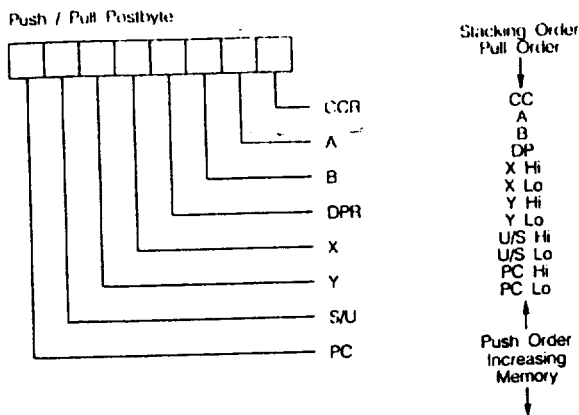 Push / Pull Postbyte
CCR
A
B
DPR
X
Y
S/U
PC
Stacking Order
Pull Order
CC
A
B
DP
X Hi
X Lo
Y Hi
Y Lo
U/S Hi
U/S Lo
PC Hi
PC Lo
Push Order
Increasing
Memory